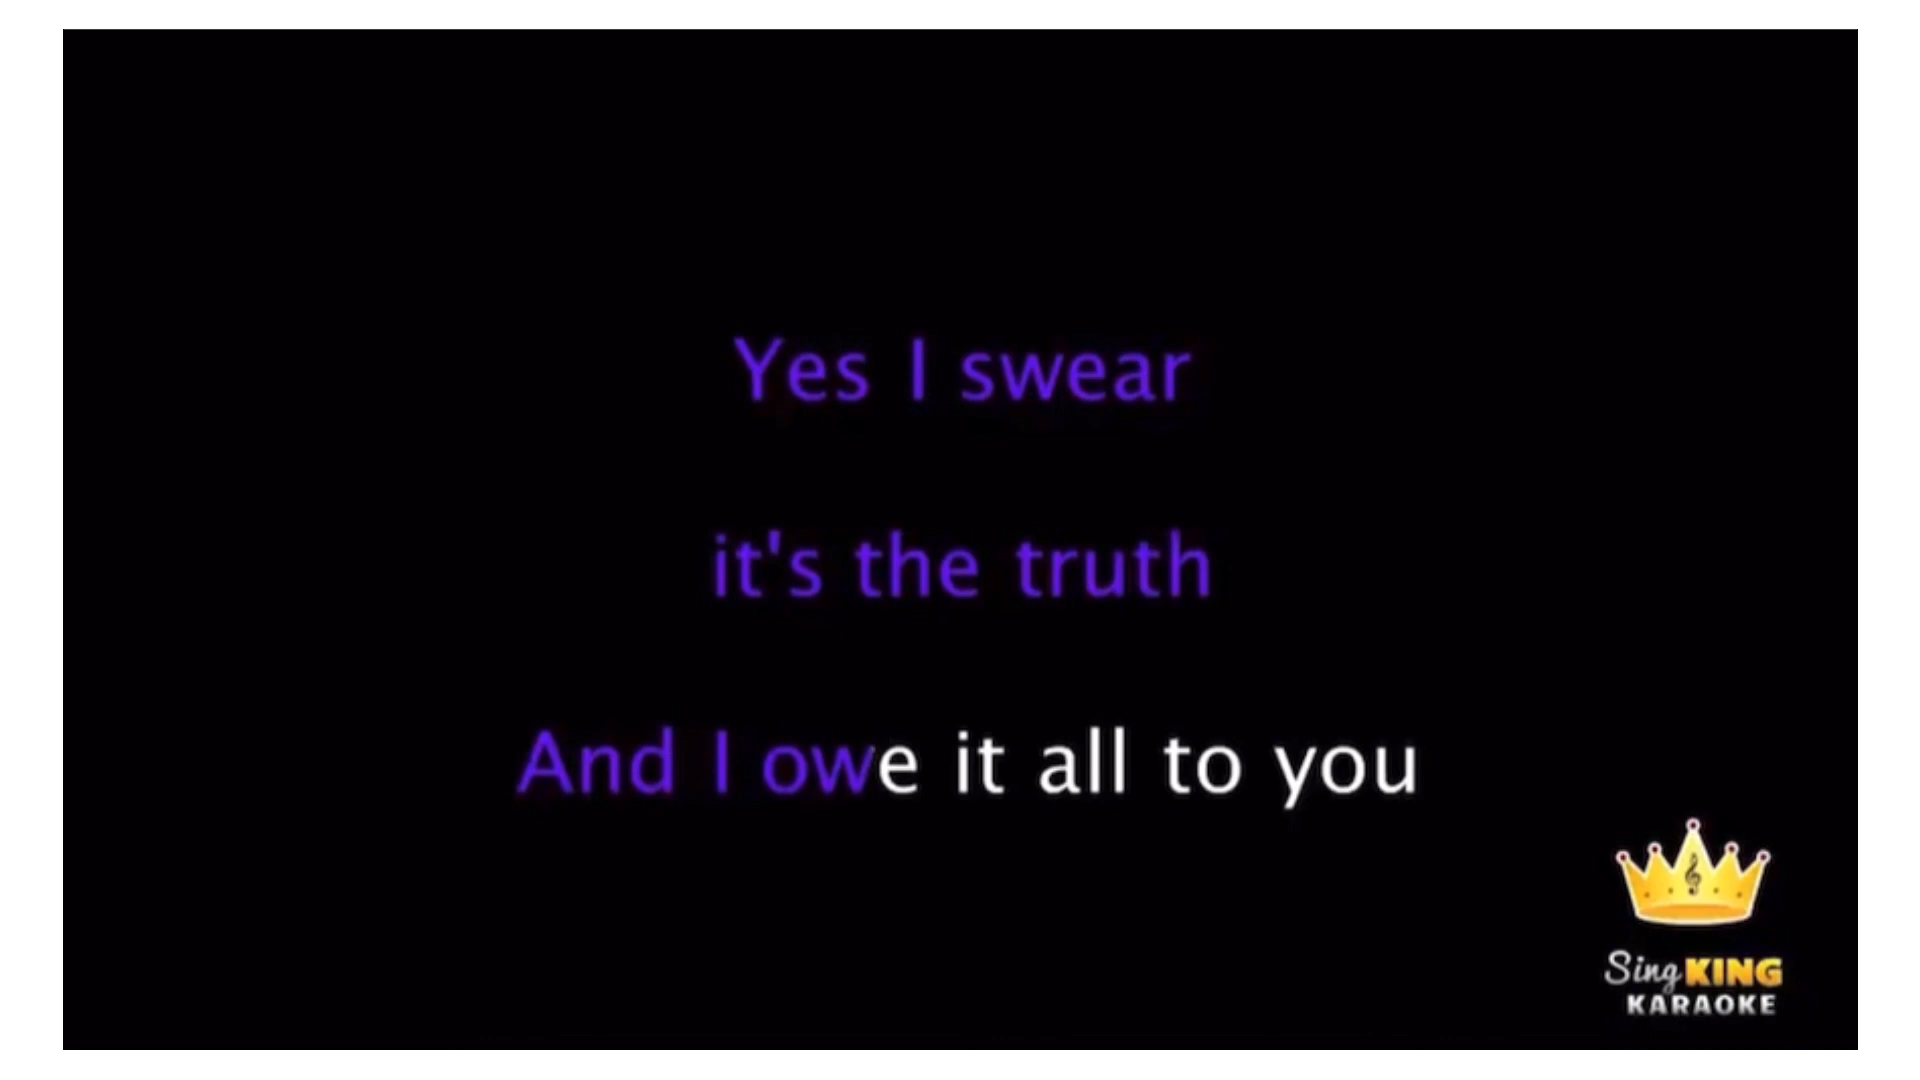 Yes I swear
it's the truth
And I owe it all to you
Sing KING
KARAOKE